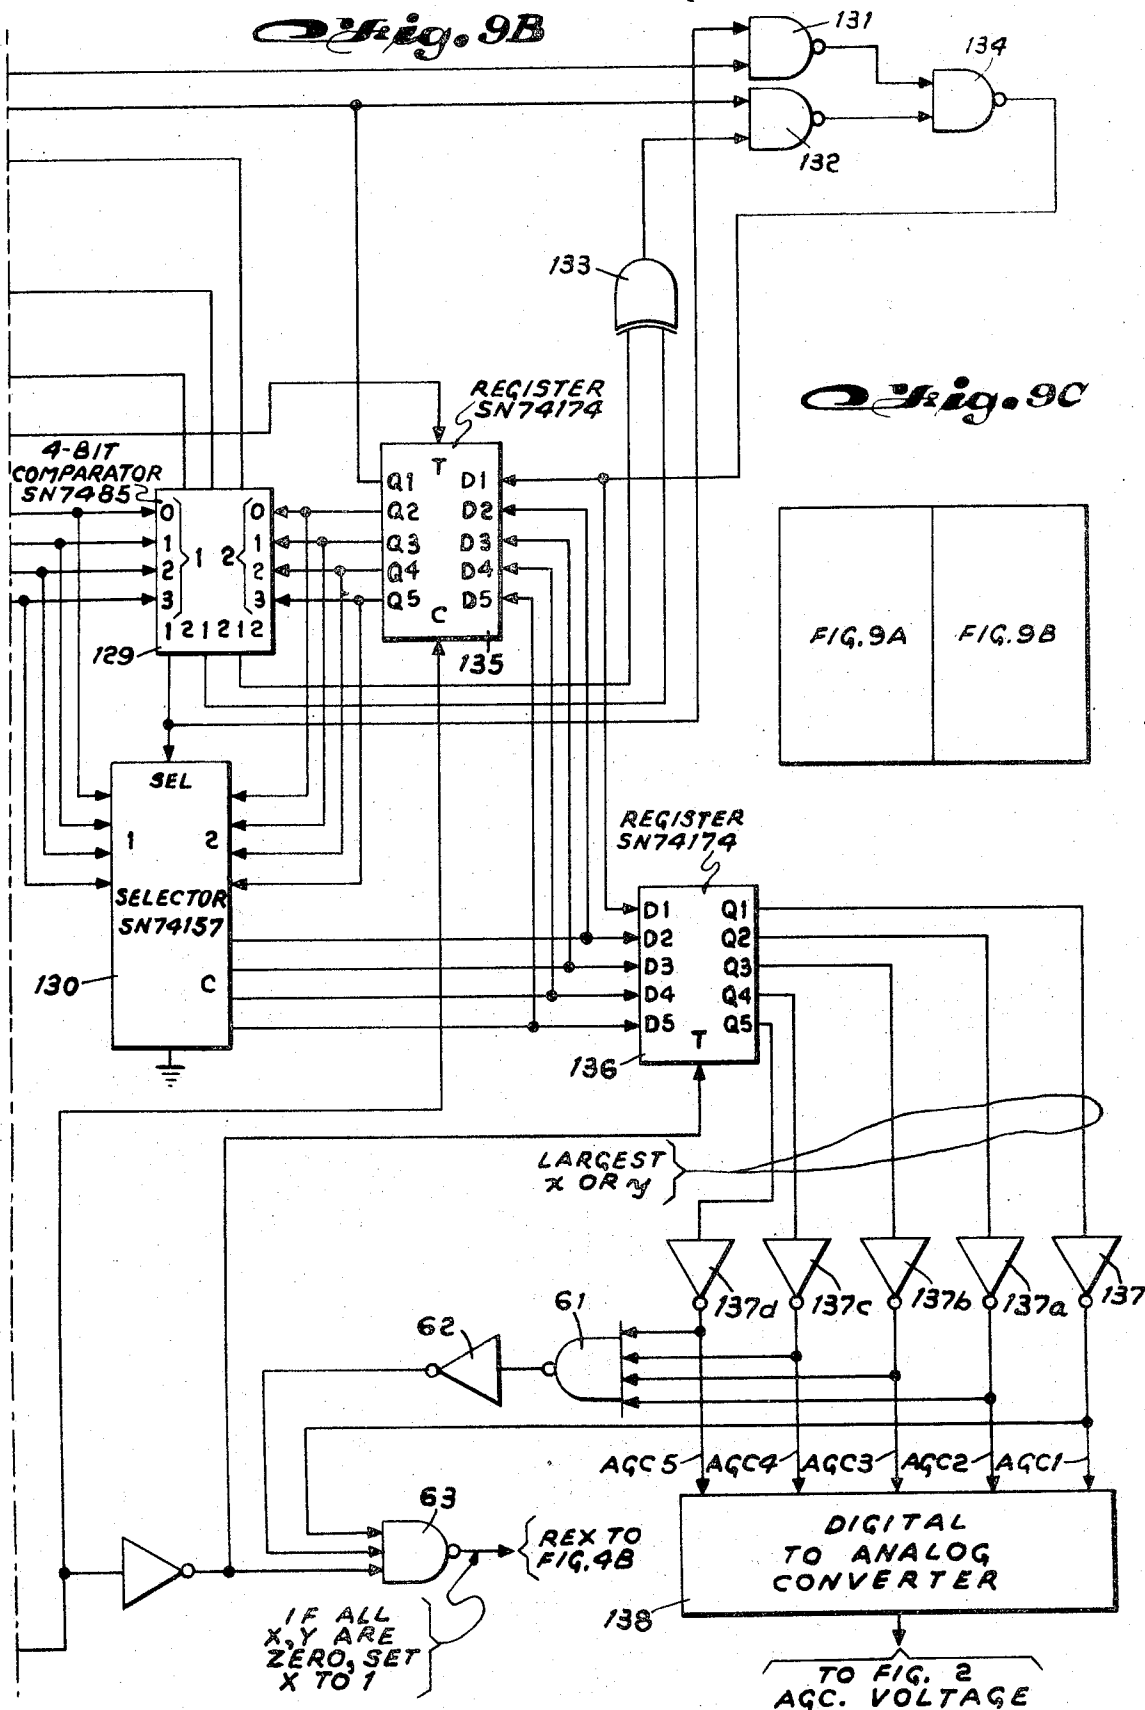 Fig. 9B
131
134
132
133
REGISTER
SN74174
Fig. 9C
4-BIT
COMPARATOR
SN7485
T
Q1 D1
Q2 D2
Q3 D3
Q4 D4
Q5 D5
C
0 0
1 1 2 1
2 2
3 3
1 2 1 2 1 2
129
135
FIG. 9A FIG. 9B
SEL
1 2
SELECTOR
SN74157
C
130
REGISTER
SN74174
D1 Q1
D2 Q2
D3 Q3
D4 Q4
D5 Q5
T
136
LARGEST
x OR y
137d 137c 137b 137a 137
61
62
AGC5 AGC4 AGC3 AGC2 AGC1
63
REX TO
FIG. 4B
DIGITAL
TO ANALOG
CONVERTER
138
IF ALL
X, Y ARE
ZERO, SET
X TO 1
TO FIG. 2
AGC. VOLTAGE